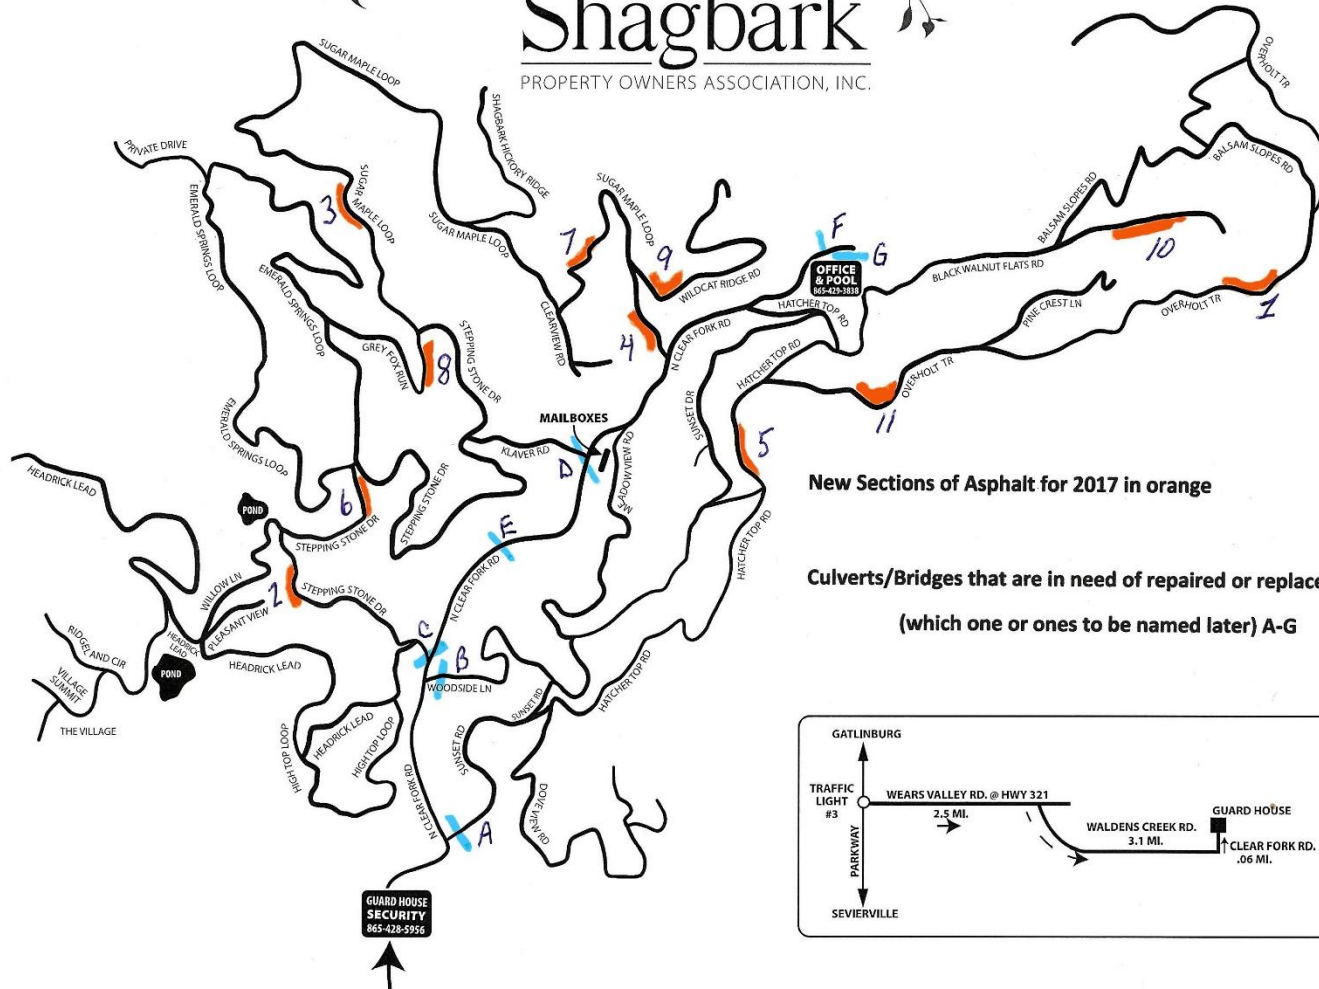 Shagbark
PROPERTY OWNERS ASSOCIATION, INC.
SUGAR MAPLE LOOP
SHAGBARK HICKORY RIDGE
OVERHOLT TR
PRIVATE DRIVE
BALSAM SLOPES RD
EMERALD SPRINGS LOOP
3
SUGAR MAPLE LOOP
SUGAR MAPLE LOOP
SUGAR MAPLE LOOP
BALSAM SLOPES RD
7
9
F
G
10
OFFICE
& POOL
865-429-3838
BLACK WALNUT FLATS RD
WILDCAT RIDGE RD
EMERALD SPRINGS LOOP
HATCHER TOP RD
PINE CREST LN
OVERHOLT TR
1
CLEARVIEW RD
4
N CLEAR FORK RD
STEPPING STONE DR
GREY FOX RUN
8
HATCHER TOP RD
OVERHOLT TR
SUNSET DR
11
EMERALD SPRINGS LOOP
MAILBOXES
KLAVER RD
D
MEADOWVIEW RD
5
HEADRICK LEAD
New Sections of Asphalt for 2017 in orange
POND
6
STEPPING STONE DR
STEPPING STONE DR
E
HATCHER TOP RD
N CLEAR FORK RD
Culverts/Bridges that are in need of repaired or replace
(which one or ones to be named later) A-G
WILLOW LN
2
STEPPING STONE DR
PLEASANT VIEW
C
B
RIDGELAND CIR
HEADRICK LEAD
HEADRICK LEAD
POND
VILLAGE SUMMIT
THE VILLAGE
WOODSIDE LN
HATCHER TOP RD
SUNSET RD
HIGH TOP LOOP
HEADRICK LEAD
HIGH TOP LOOP
SUNSET RD
N CLEAR FORK RD
A
DOVE VIEW RD
GUARD HOUSE
SECURITY
865-428-5956
GATLINBURG
TRAFFIC
LIGHT
#3
WEARS VALLEY RD. @ HWY 321
2.5 MI.
PARKWAY
WALDENS CREEK RD.
3.1 MI.
GUARD HOUSE
CLEAR FORK RD.
.06 MI.
SEVIERVILLE